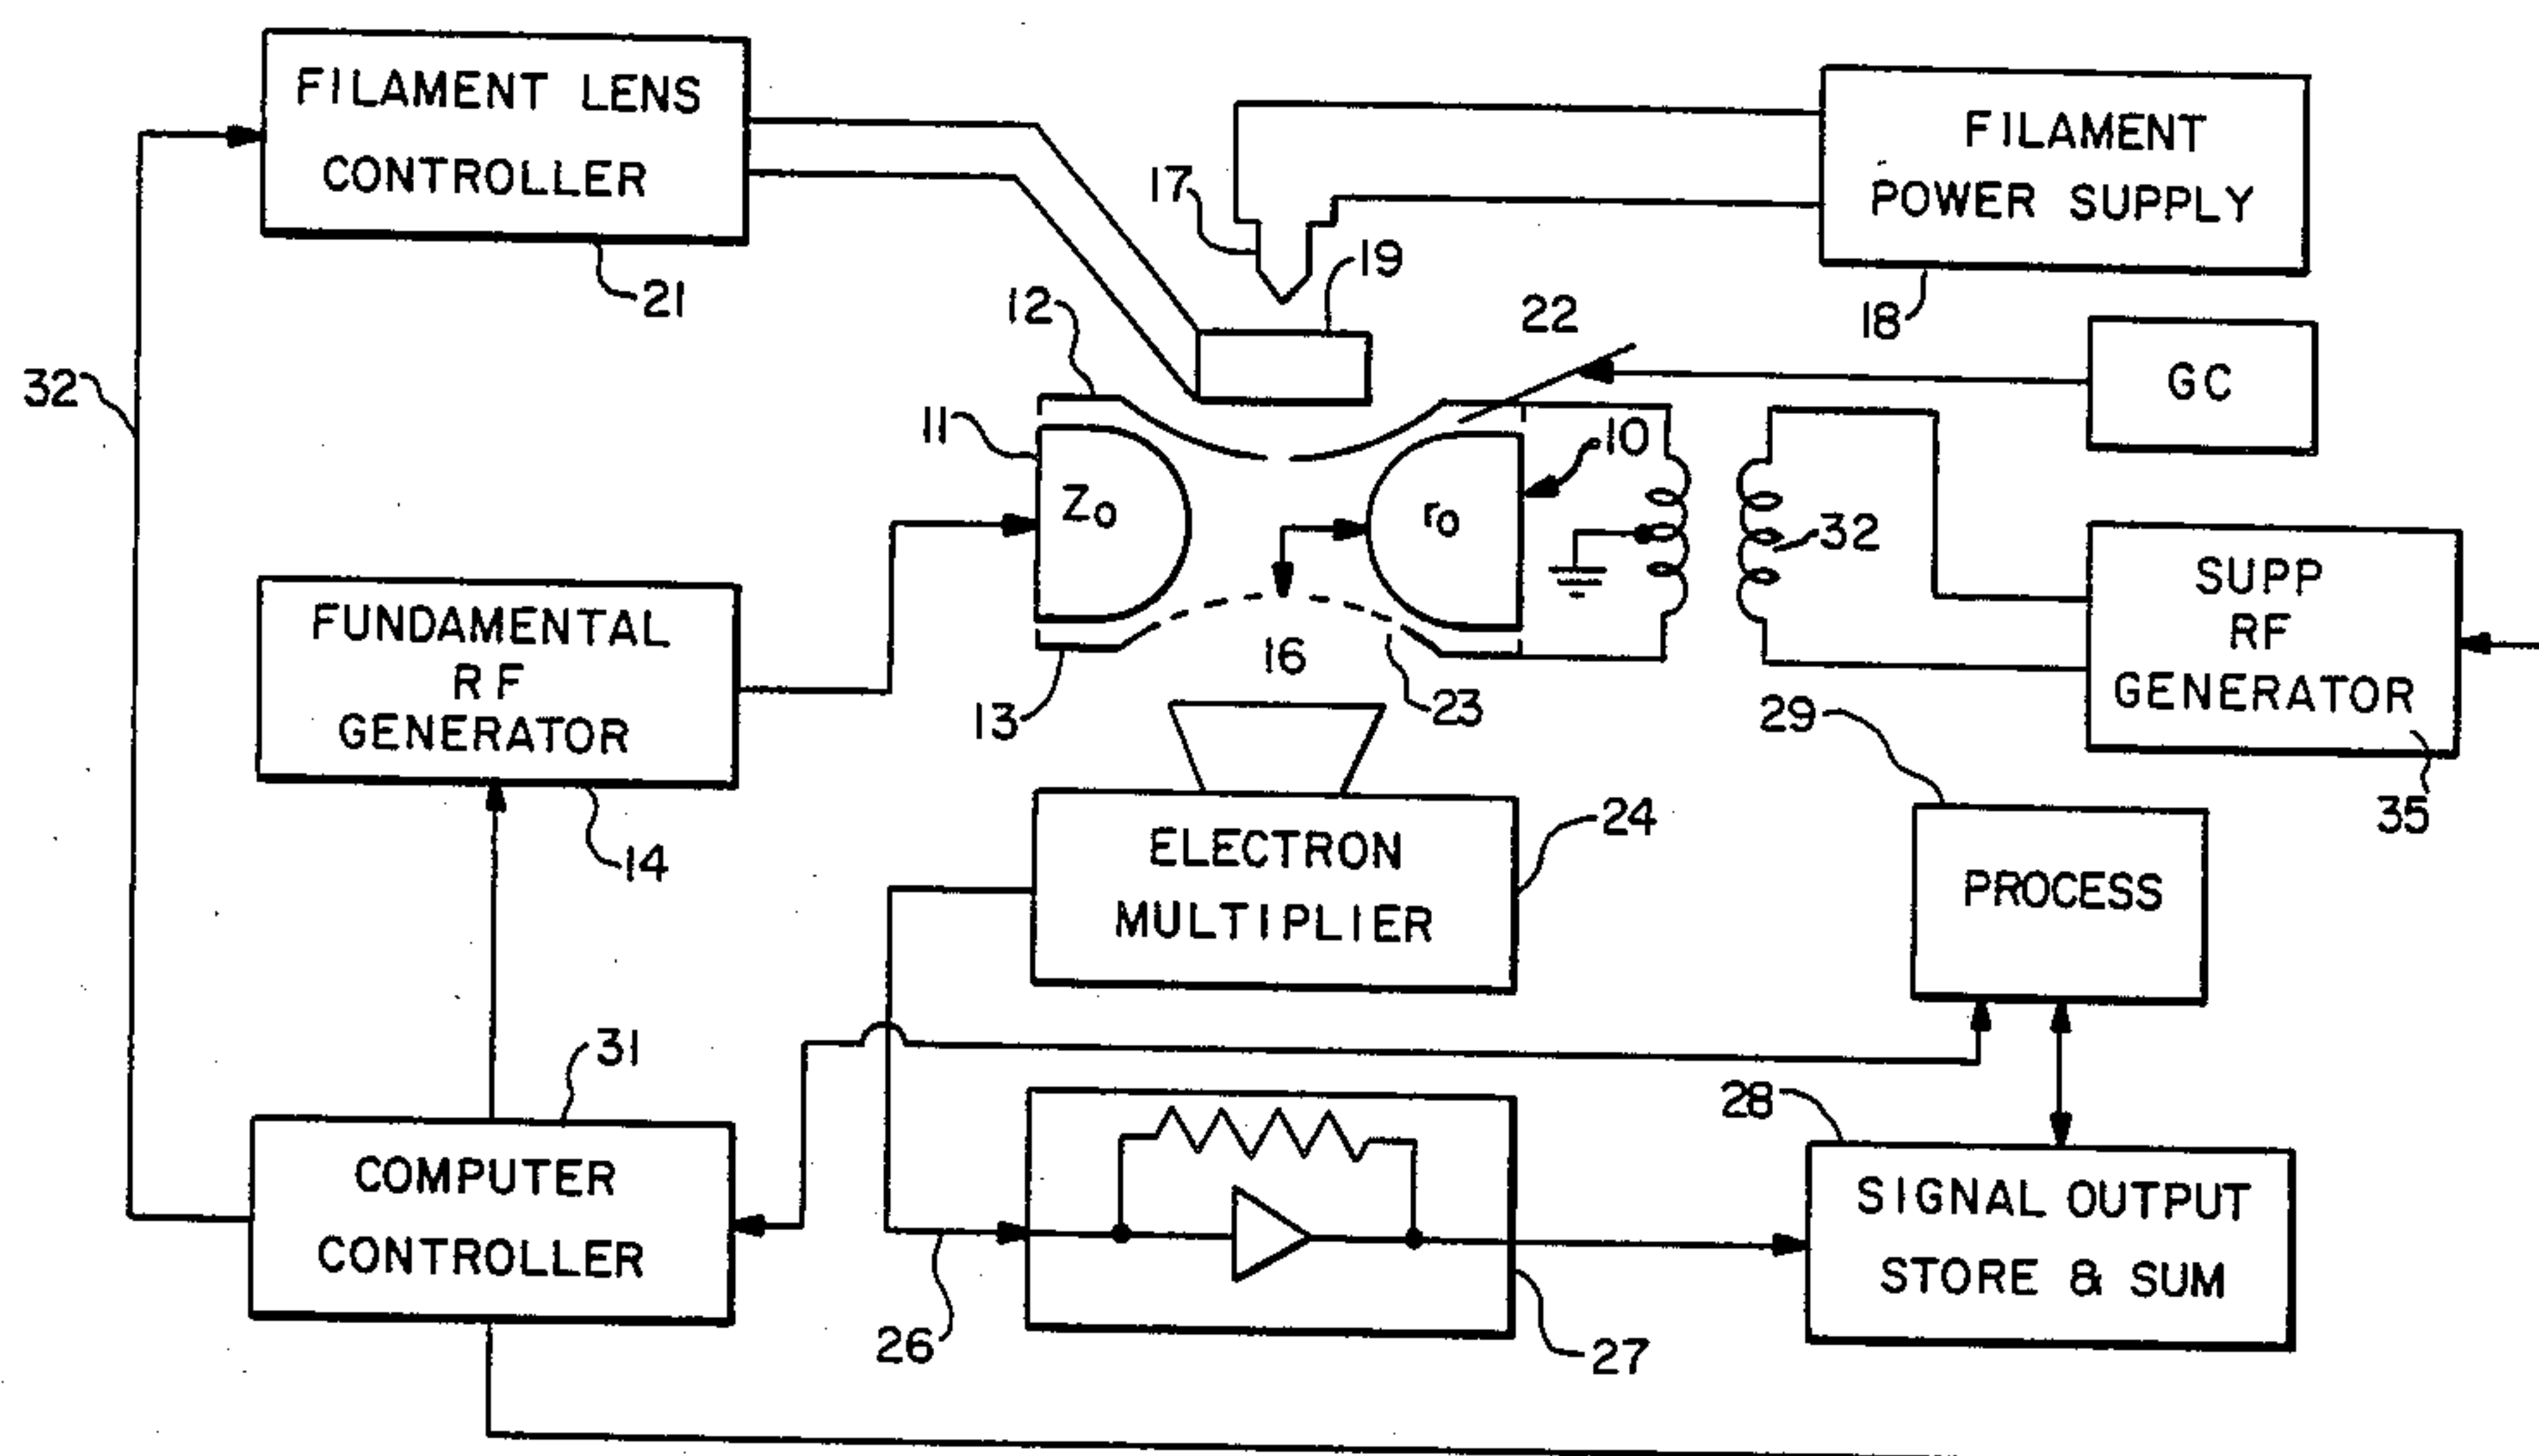 FILAMENT LENS
CONTROLLER
21
17
FILAMENT
POWER SUPPLY
18
19
12
22
GC
32
11
10
Zo
ro
32
FUNDAMENTAL
RF
GENERATOR
14
SUPP
RF
GENERATOR
35
16
13
23
29
ELECTRON
MULTIPLIER
24
PROCESS
31
28
COMPUTER
CONTROLLER
SIGNAL OUTPUT
STORE & SUM
26
27